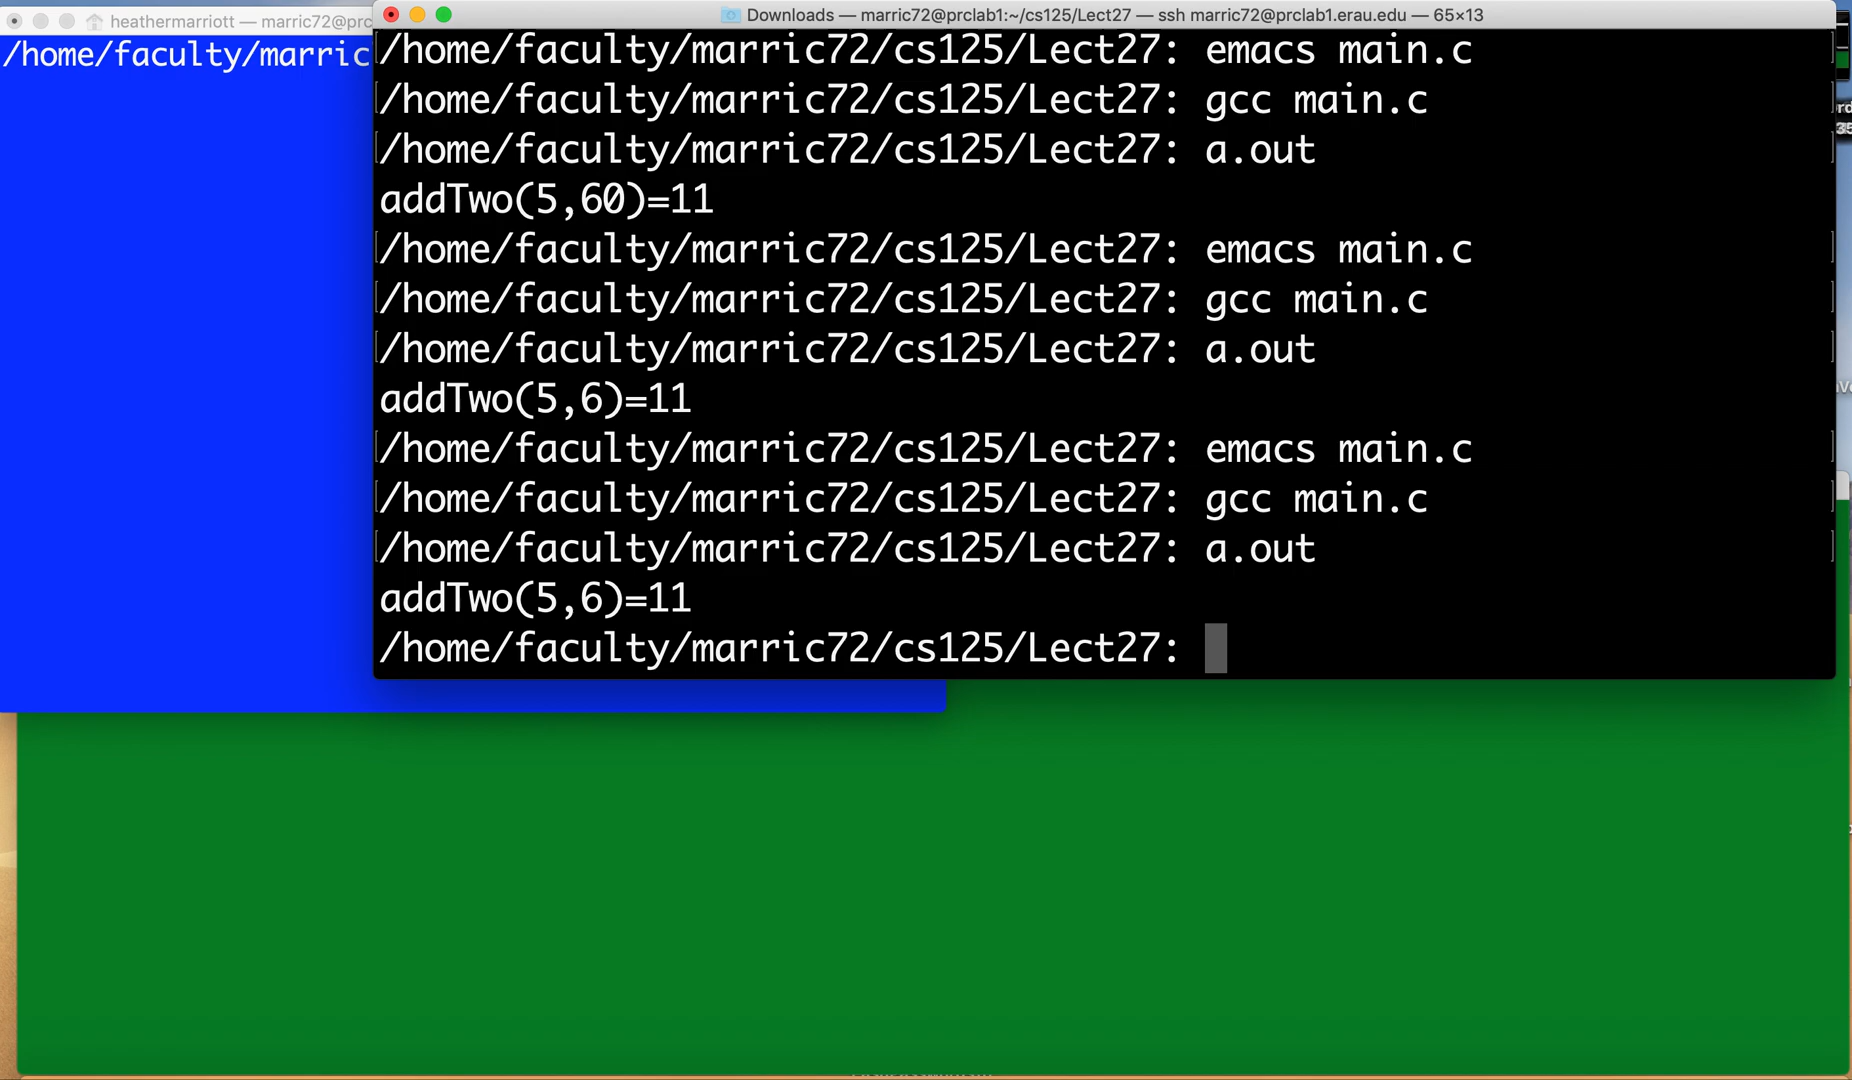 heathermarriott — marric72@prc
/home/faculty/marric
Downloads — marric72@prclab1:~/cs125/Lect27 — ssh marric72@prclab1.erau.edu — 65×13
/home/faculty/marric72/cs125/Lect27: emacs main.c
/home/faculty/marric72/cs125/Lect27: gcc main.c
/home/faculty/marric72/cs125/Lect27: a.out
addTwo(5,60)=11
/home/faculty/marric72/cs125/Lect27: emacs main.c
/home/faculty/marric72/cs125/Lect27: gcc main.c
/home/faculty/marric72/cs125/Lect27: a.out
addTwo(5,6)=11
/home/faculty/marric72/cs125/Lect27: emacs main.c
/home/faculty/marric72/cs125/Lect27: gcc main.c
/home/faculty/marric72/cs125/Lect27: a.out
addTwo(5,6)=11
/home/faculty/marric72/cs125/Lect27: